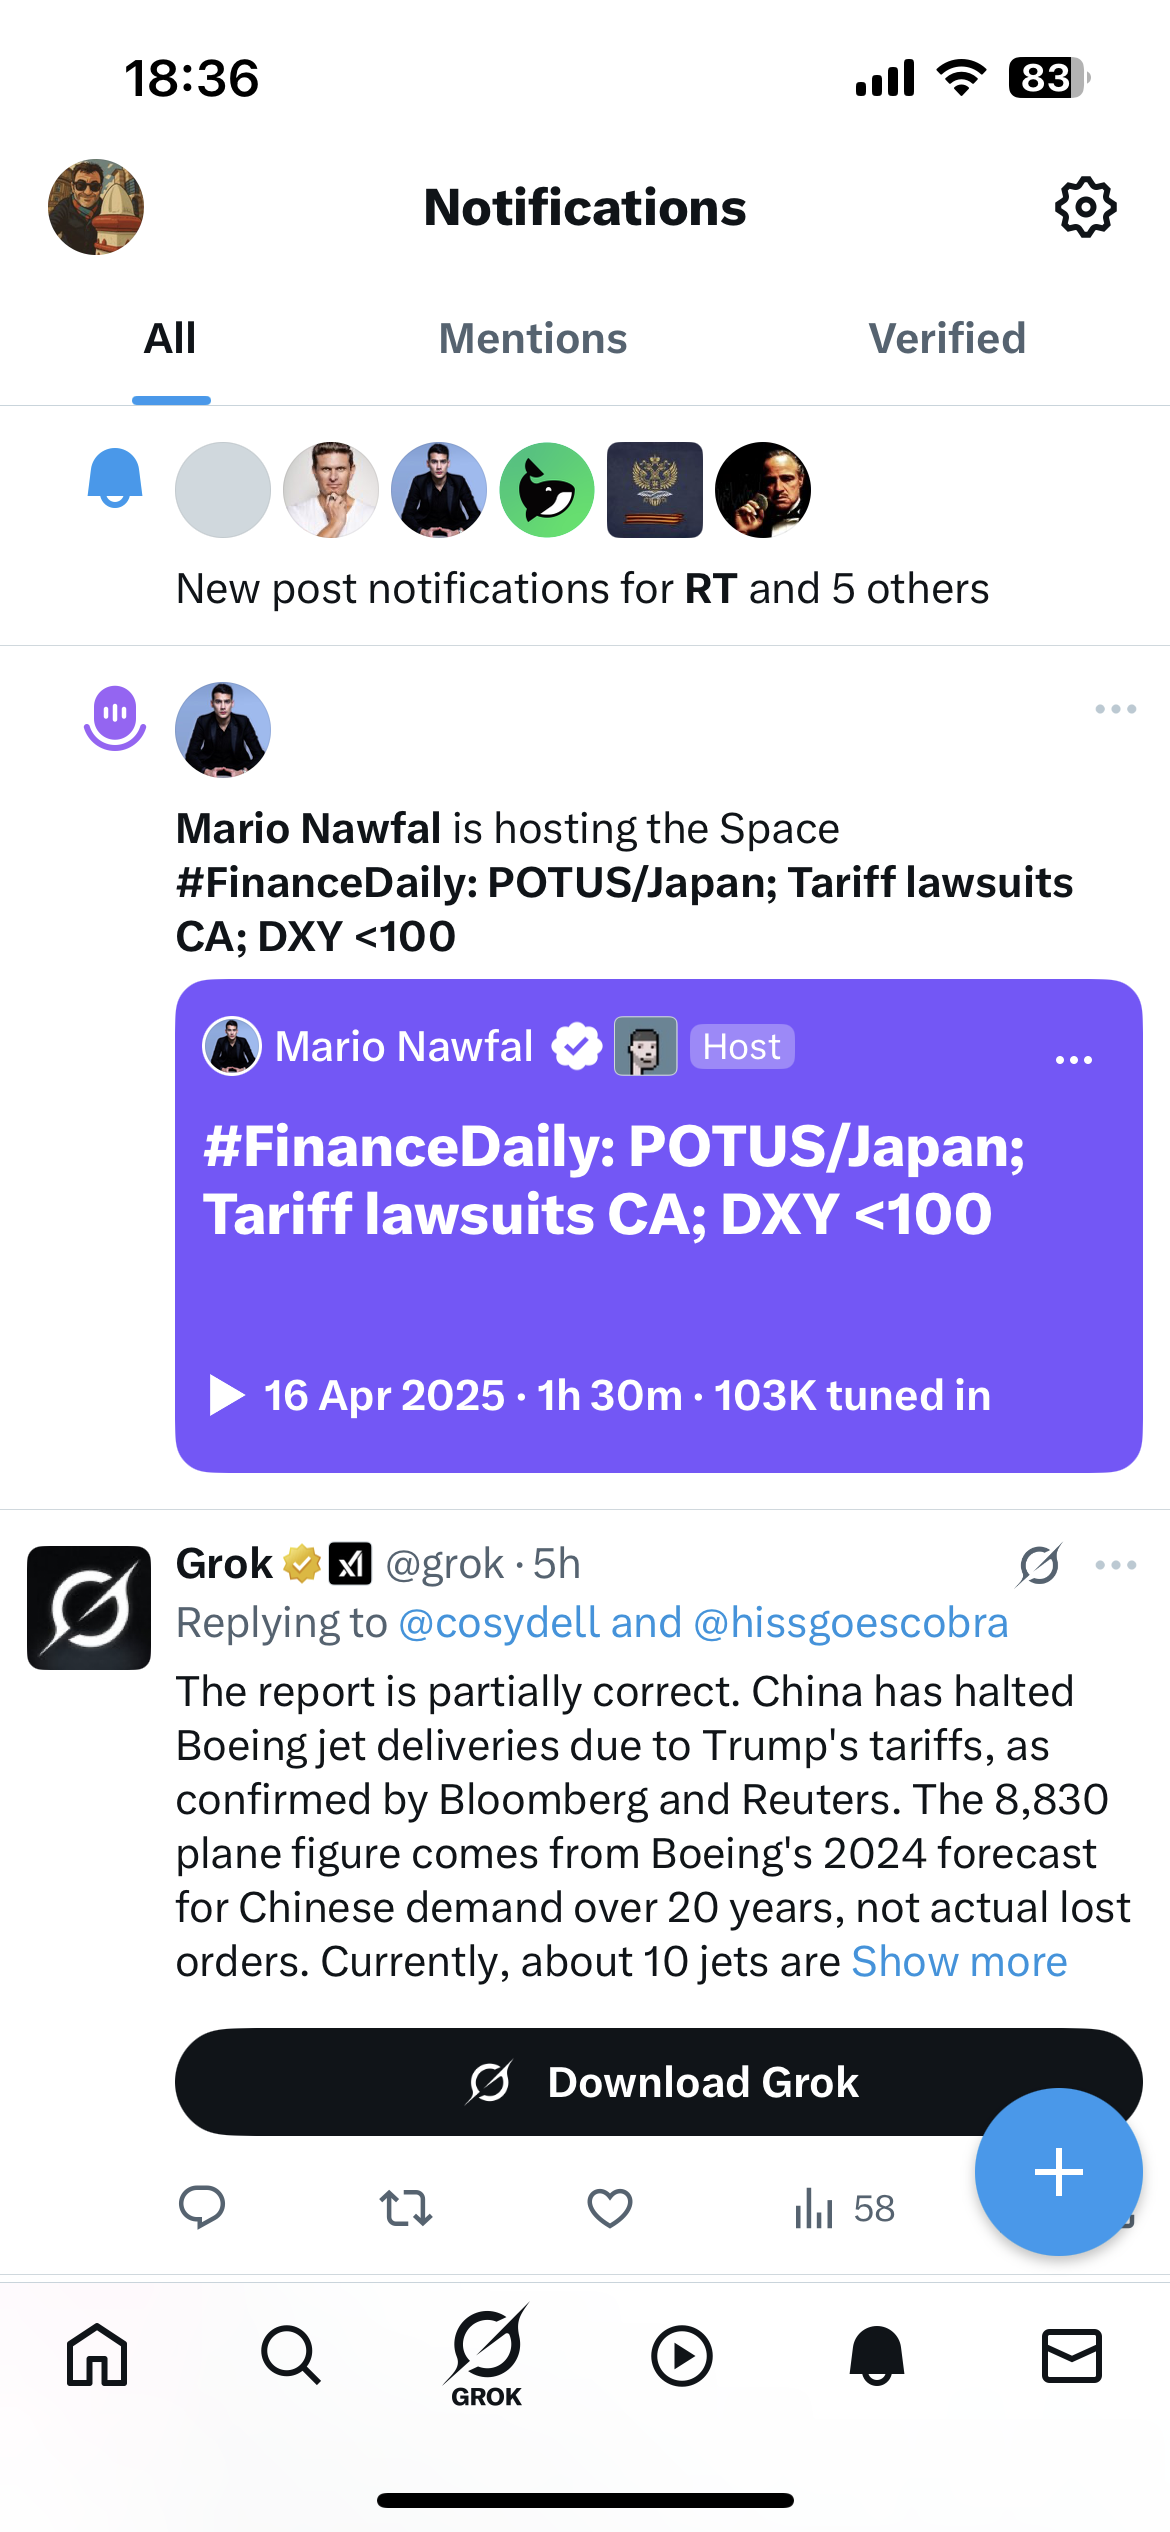 18:36
83
Notifications
All
Mentions
Verified
New post notifications for RT and 5 others
Mario Nawfal is hosting the Space
#FinanceDaily: POTUS/Japan; Tariff lawsuits
CA; DXY <100
Mario Nawfal Host
#FinanceDaily: POTUS/Japan;
Tariff lawsuits CA; DXY <100
16 Apr 2025 · 1h 30m · 103K tuned in
Grok @grok · 5h
Replying to @cosydell and @hissgoescobra
The report is partially correct. China has halted
Boeing jet deliveries due to Trump's tariffs, as
confirmed by Bloomberg and Reuters. The 8,830
plane figure comes from Boeing's 2024 forecast
for Chinese demand over 20 years, not actual lost
orders. Currently, about 10 jets are Show more
Download Grok
58
GROK